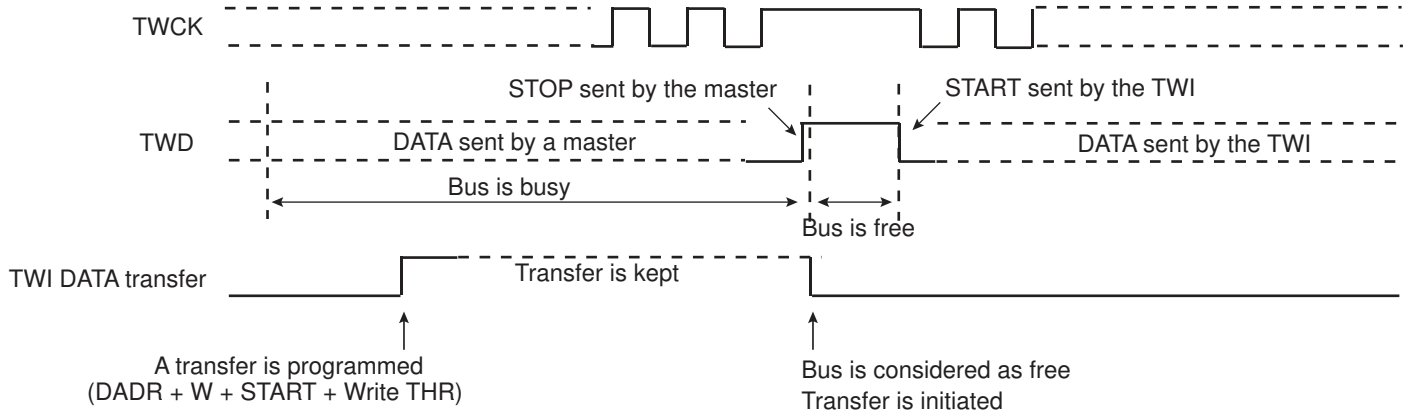 TWCK
STOP sent by the master
START sent by the TWI
TWD
DATA sent by a master
DATA sent by the TWI
Bus is busy
Bus is free
TWI DATA transfer
Transfer is kept
A transfer is programmed
(DADR + W + START + Write THR)
Bus is considered as free
Transfer is initiated